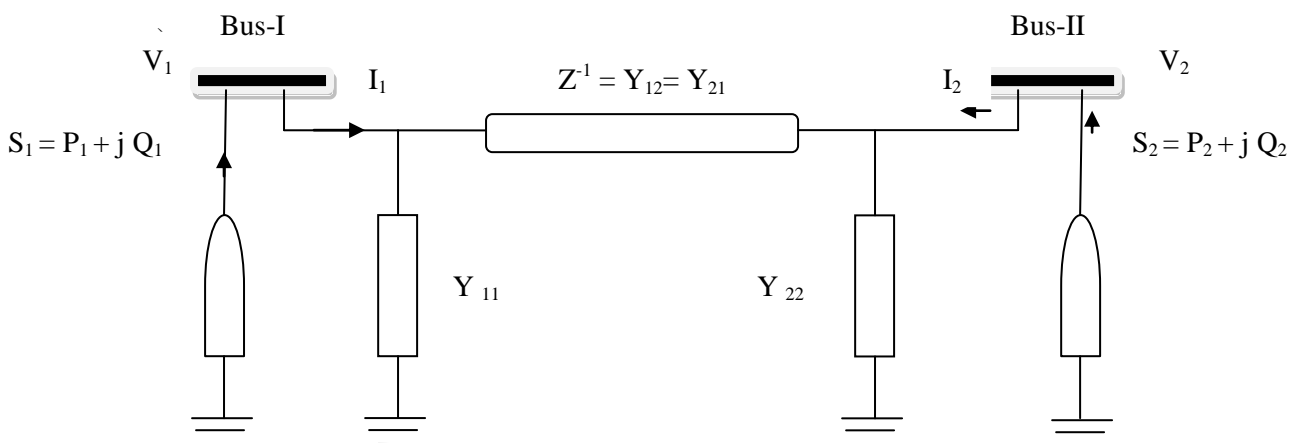 Bus-I
Bus-II
`
V₁
I₁
Z⁻¹ = Y₁₂= Y₂₁
I₂
V₂
S₁ = P₁ + j Q₁
S₂ = P₂ + j Q₂
Y ₁₁
Y ₂₂